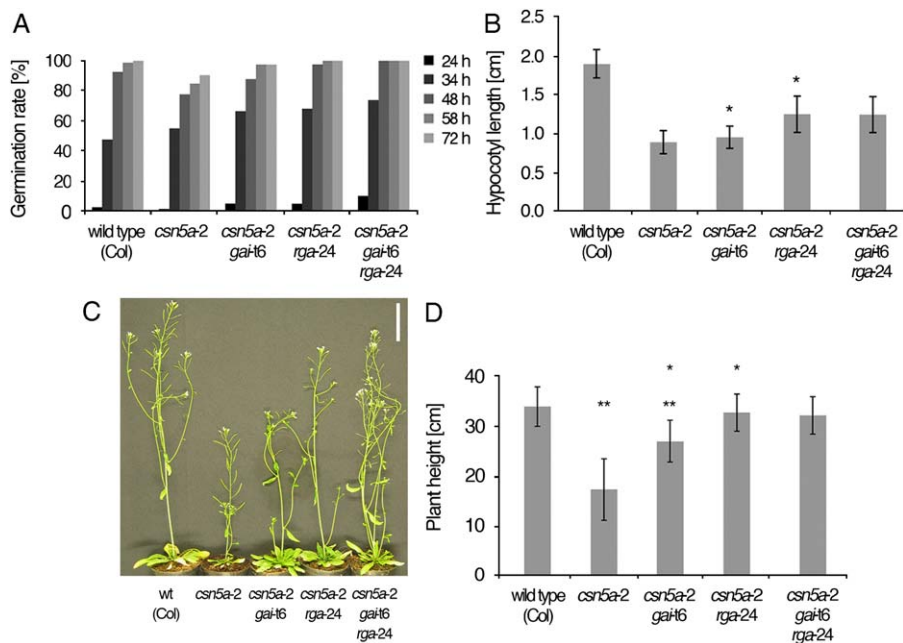 A
Germination rate [%]
100
80
60
40
20
0
24 h
34 h
48 h
58 h
72 h
wild type
(Col)
csn5a-2
csn5a-2
gai-t6
csn5a-2
rga-24
csn5a-2
gai-t6
rga-24
B
Hypocotyl length [cm]
2.5
2.0
1.5
1.0
0.5
0.0
*
*
wild type
(Col)
csn5a-2
csn5a-2
gai-t6
csn5a-2
rga-24
csn5a-2
gai-t6
rga-24
C
wt
(Col)
csn5a-2
csn5a-2
gai-t6
csn5a-2
rga-24
csn5a-2
gai-t6
rga-24
D
Plant height [cm]
40
30
20
10
0
**
*
**
*
wild type
(Col)
csn5a-2
csn5a-2
gai-t6
csn5a-2
rga-24
csn5a-2
gai-t6
rga-24